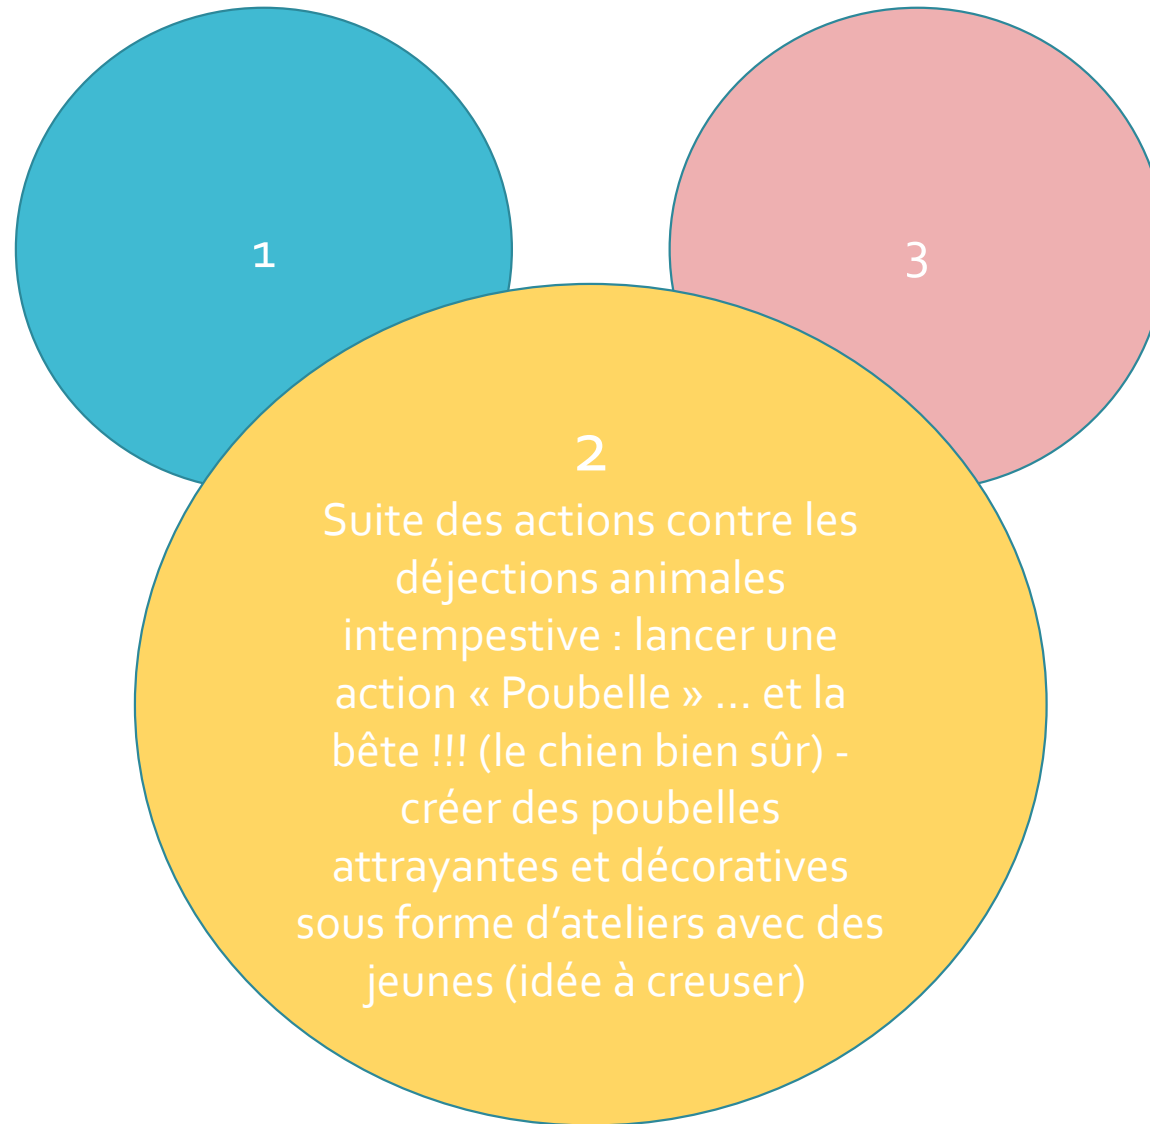 1
3
2
Suite des actions contre les
déjections animales
intempestive : lancer une
action « Poubelle » ... et la
bête !!! (le chien bien sûr) -
créer des poubelles
attrayantes et décoratives
sous forme d’ateliers avec des
jeunes (idée à creuser)